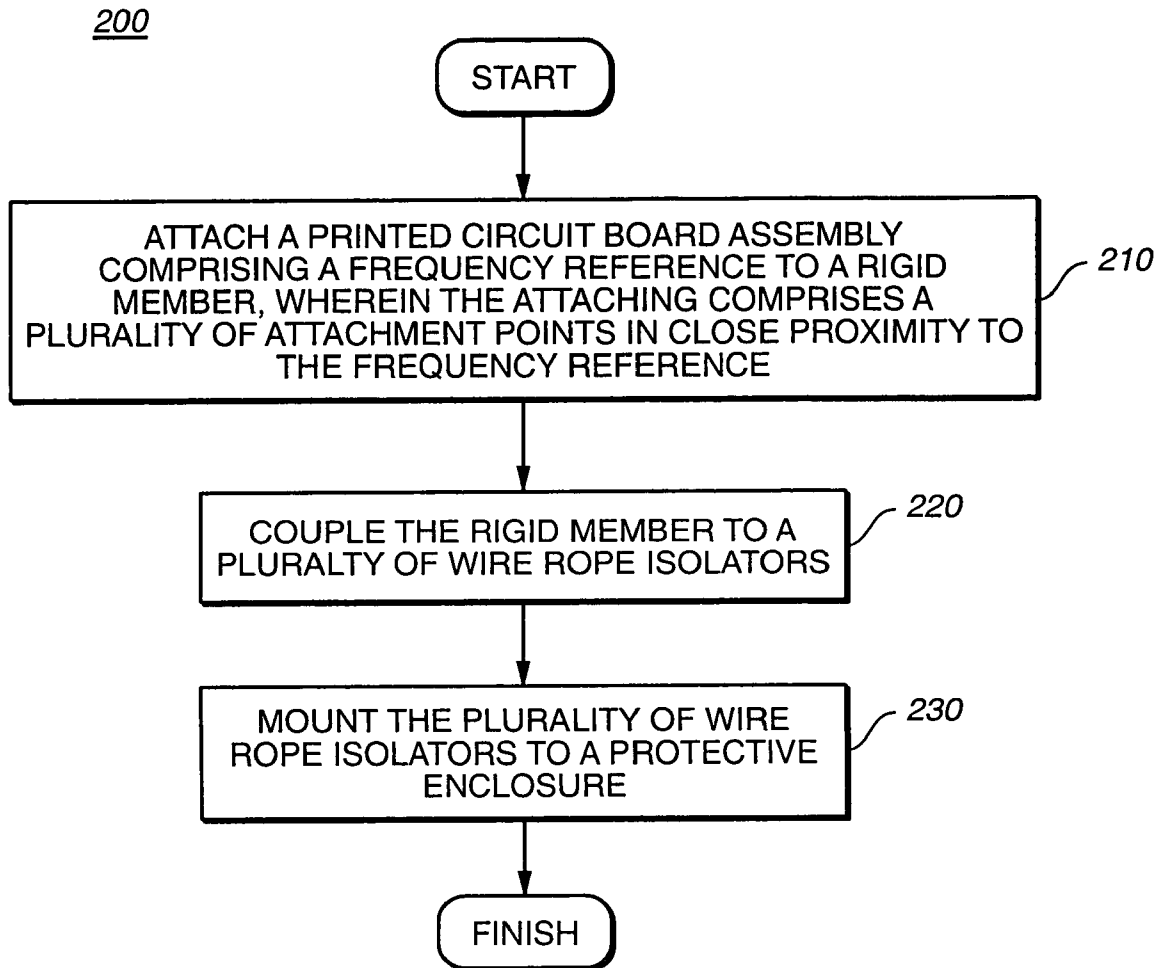 200
START
ATTACH A PRINTED CIRCUIT BOARD ASSEMBLY
COMPRISING A FREQUENCY REFERENCE TO A RIGID
MEMBER, WHEREIN THE ATTACHING COMPRISES A
PLURALITY OF ATTACHMENT POINTS IN CLOSE PROXIMITY TO
THE FREQUENCY REFERENCE
210
COUPLE THE RIGID MEMBER TO A
PLURALTY OF WIRE ROPE ISOLATORS
220
MOUNT THE PLURALITY OF WIRE
ROPE ISOLATORS TO A PROTECTIVE
ENCLOSURE
230
FINISH